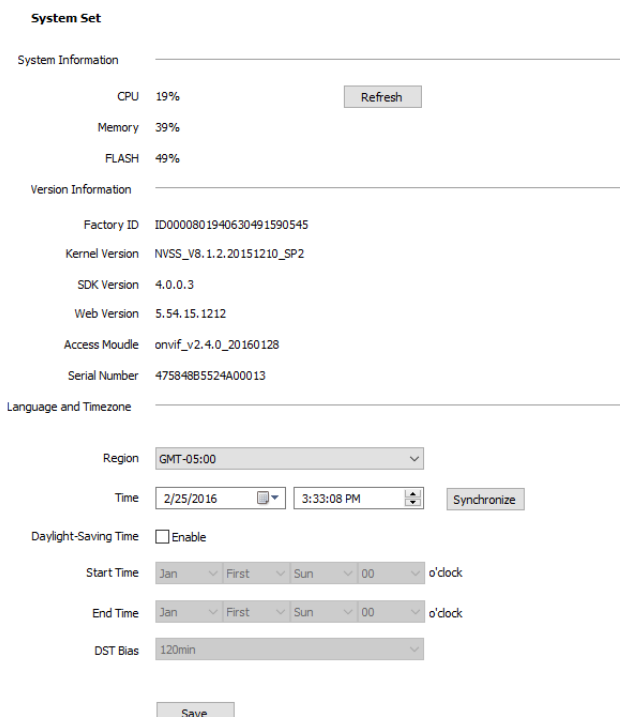 System Set
System Information
CPU 19% Refresh
Memory 39%
FLASH 49%
Version Information
Factory ID ID0000801940630491590545
Kernel Version NVSS_V8.1.2.20151210_SP2
SDK Version 4.0.0.3
Web Version 5.54.15.1212
Access Moudle onvif_v2.4.0_20160128
Serial Number 475848B5524A00013
Language and Timezone
Region GMT-05:00
Time 2/25/2016 3:33:08 PM Synchronize
Daylight-Saving Time Enable
Start Time Jan First Sun 00 o'clock
End Time Jan First Sun 00 o'clock
DST Bias 120min
Save